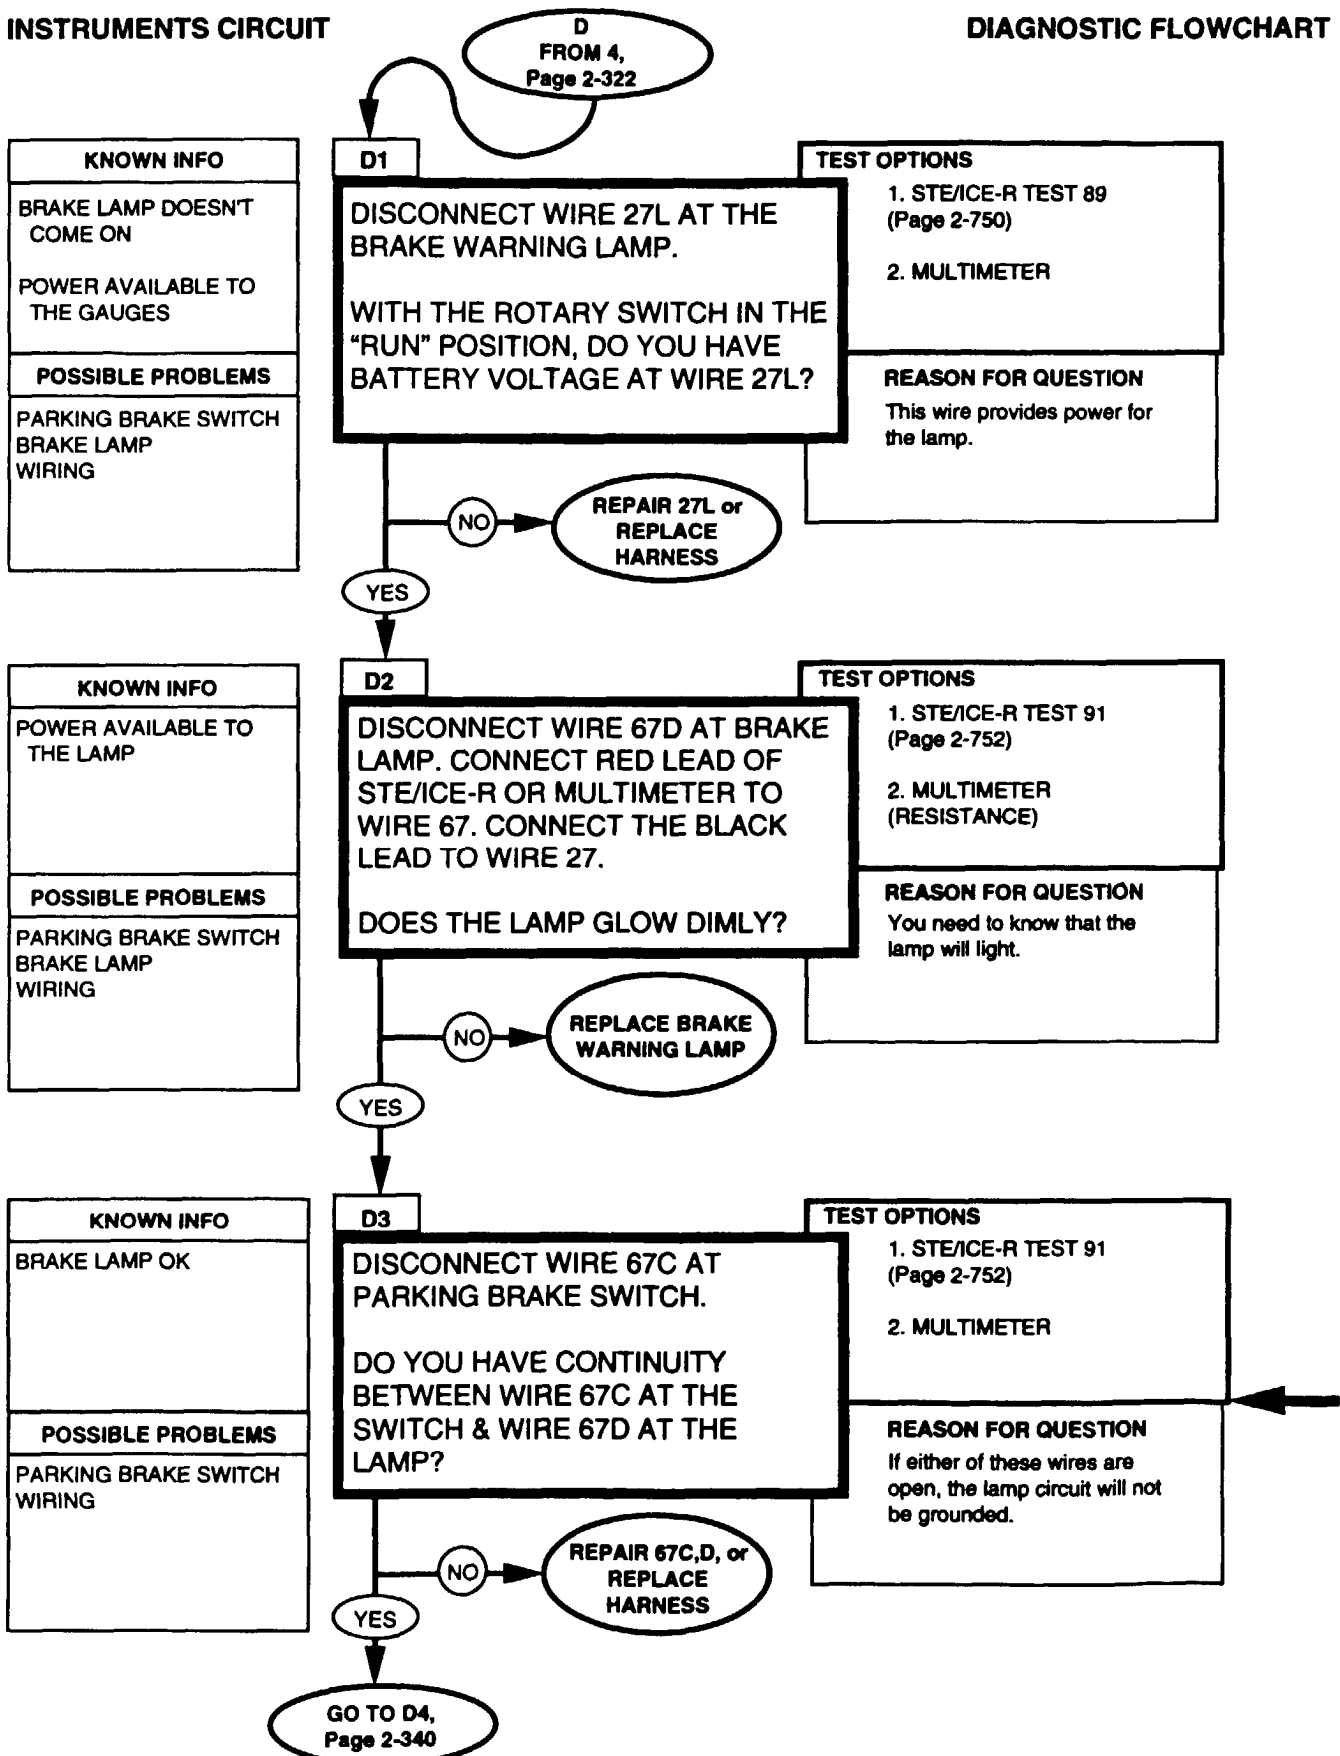 INSTRUMENTS CIRCUIT
DIAGNOSTIC FLOWCHART
D
FROM 4,
Page 2-322
KNOWN INFO
BRAKE LAMP DOESN'T
COME ON
POWER AVAILABLE TO
THE GAUGES
POSSIBLE PROBLEMS
PARKING BRAKE SWITCH
BRAKE LAMP
WIRING
D1
DISCONNECT WIRE 27L AT THE
BRAKE WARNING LAMP.
WITH THE ROTARY SWITCH IN THE
"RUN" POSITION, DO YOU HAVE
BATTERY VOLTAGE AT WIRE 27L?
TEST OPTIONS
1. STE/ICE-R TEST 89
(Page 2-750)
2. MULTIMETER
REASON FOR QUESTION
This wire provides power for
the lamp.
NO
REPAIR 27L or
REPLACE
HARNESS
YES
KNOWN INFO
POWER AVAILABLE TO
THE LAMP
POSSIBLE PROBLEMS
PARKING BRAKE SWITCH
BRAKE LAMP
WIRING
D2
DISCONNECT WIRE 67D AT BRAKE
LAMP. CONNECT RED LEAD OF
STE/ICE-R OR MULTIMETER TO
WIRE 67. CONNECT THE BLACK
LEAD TO WIRE 27.
DOES THE LAMP GLOW DIMLY?
TEST OPTIONS
1. STE/ICE-R TEST 91
(Page 2-752)
2. MULTIMETER
(RESISTANCE)
REASON FOR QUESTION
You need to know that the
lamp will light.
NO
REPLACE BRAKE
WARNING LAMP
YES
KNOWN INFO
BRAKE LAMP OK
POSSIBLE PROBLEMS
PARKING BRAKE SWITCH
WIRING
D3
DISCONNECT WIRE 67C AT
PARKING BRAKE SWITCH.
DO YOU HAVE CONTINUITY
BETWEEN WIRE 67C AT THE
SWITCH & WIRE 67D AT THE
LAMP?
TEST OPTIONS
1. STE/ICE-R TEST 91
(Page 2-752)
2. MULTIMETER
REASON FOR QUESTION
If either of these wires are
open, the lamp circuit will not
be grounded.
NO
REPAIR 67C,D, or
REPLACE
HARNESS
YES
GO TO D4,
Page 2-340